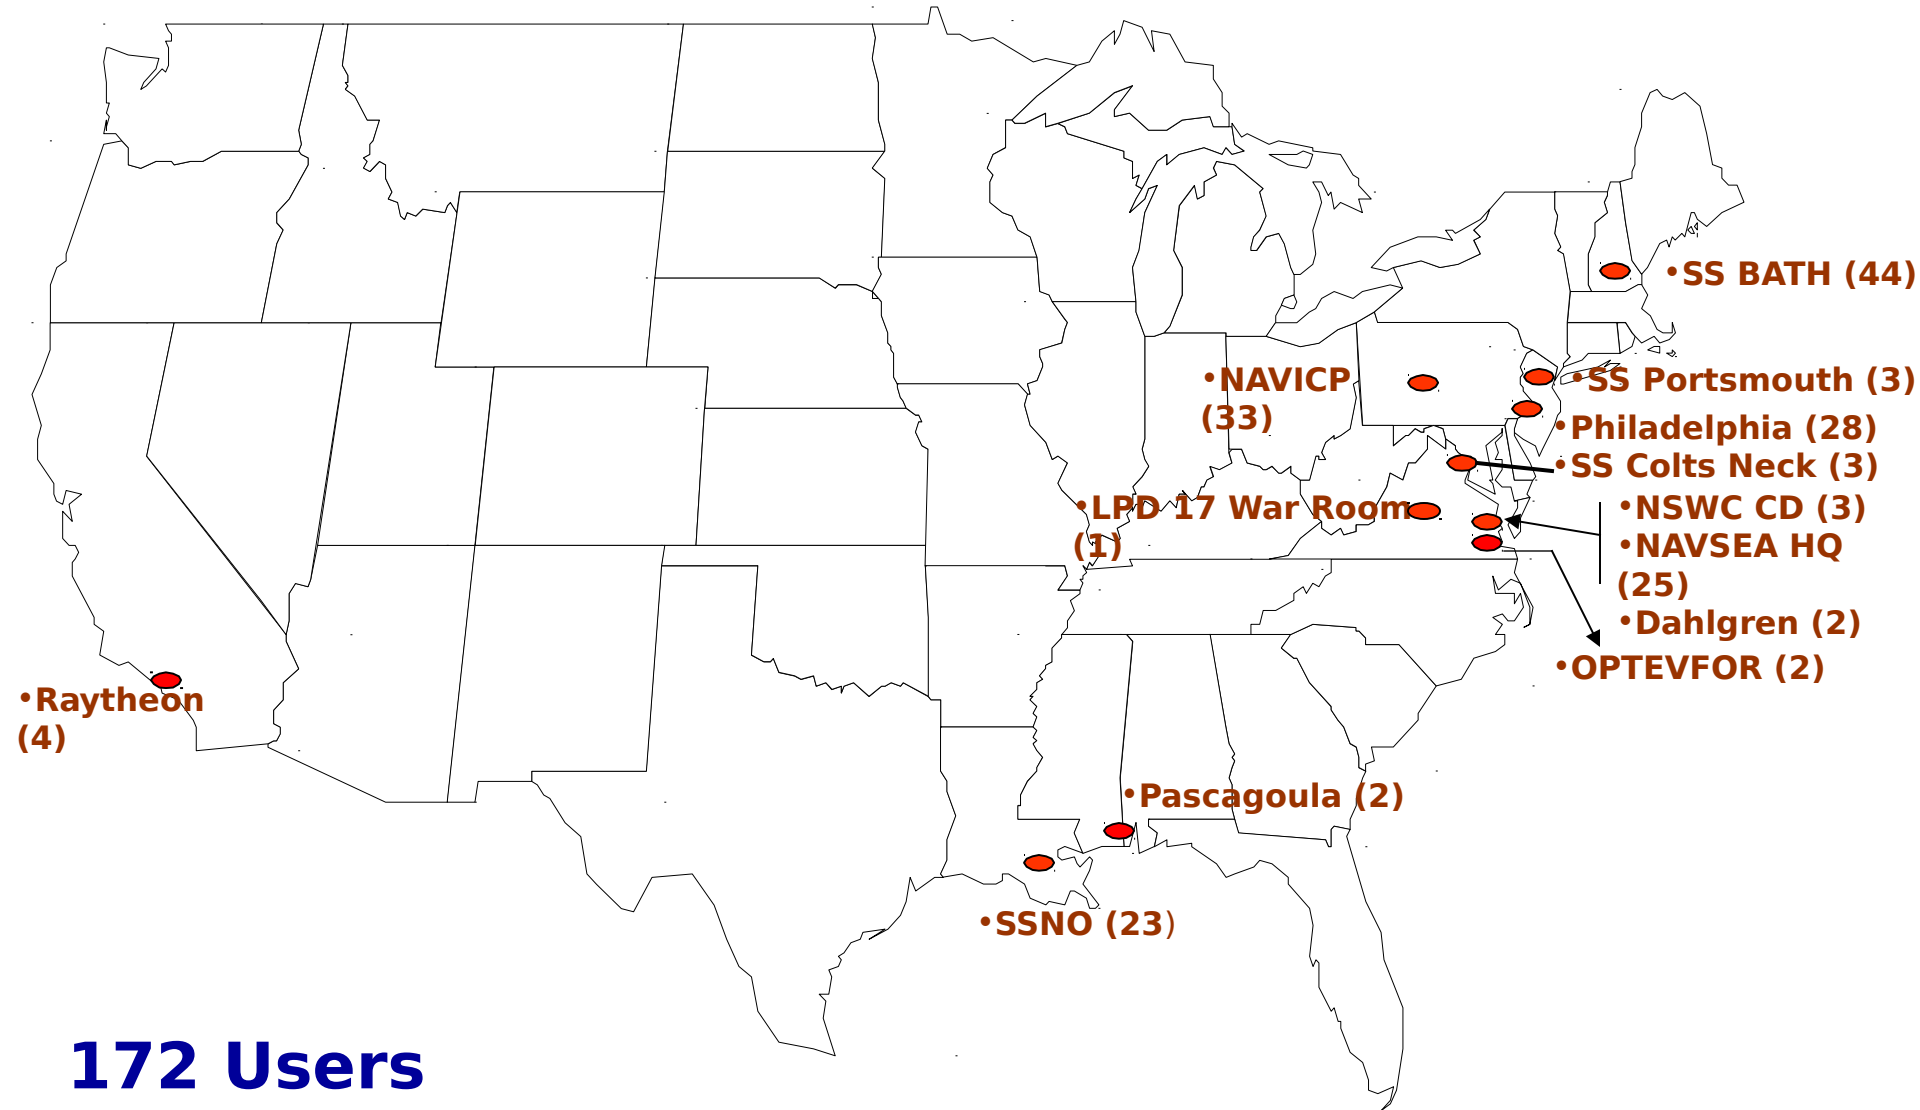 •SS BATH (44)
•NAVICP
(33)
•SS Portsmouth (3)
•Philadelphia (28)
•SS Colts Neck (3)
•LPD 17 War Room
(1)
•NSWC CD (3)
•NAVSEA HQ
(25)
•Dahlgren (2)
•OPTEVFOR (2)
•Raytheon
(4)
•Pascagoula (2)
•SSNO (23)
172 Users